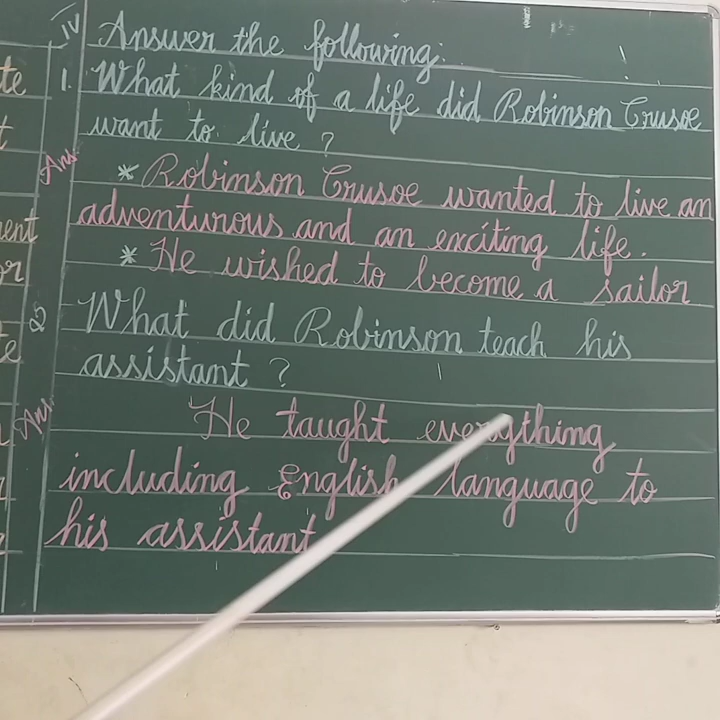 IV Answer the following:
1. What kind of a life did Robinson Crusoe
want to live ?
Ans * Robinson Crusoe wanted to live an
adventurous and an exciting life.
* He wished to become a sailor
2 What did Robinson teach his
assistant ?
Ans He taught everything
including English language to
his assistant